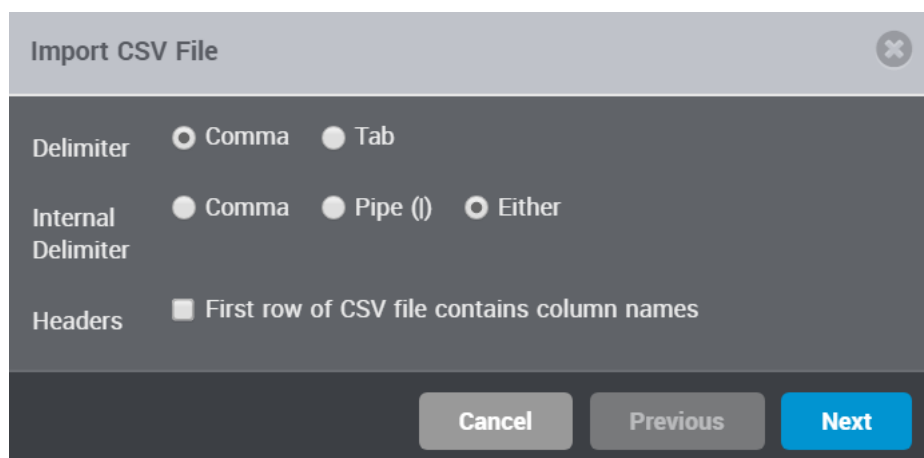 Import CSV File
Delimiter Comma Tab
Internal Delimiter Comma Pipe (|) Either
Headers First row of CSV file contains column names
Cancel Previous Next